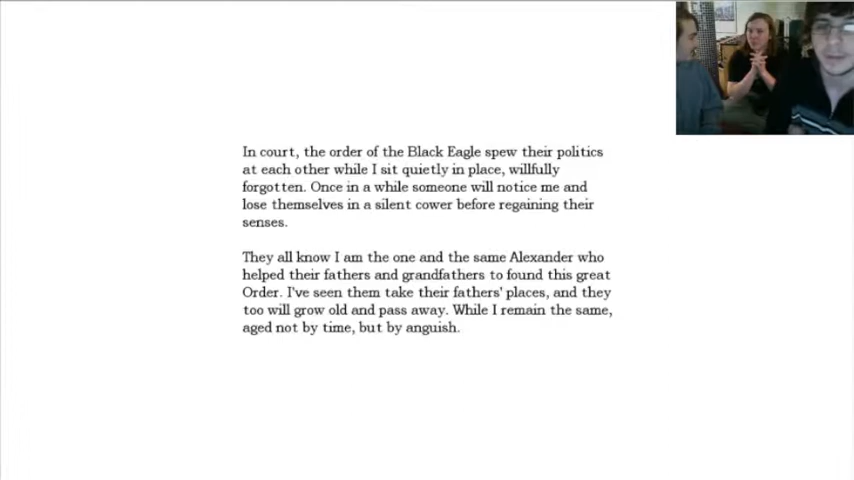 In court, the order of the Black Eagle spew their politics
at each other while I sit quietly in place, willfully
forgotten. Once in a while someone will notice me and
lose themselves in a silent cower before regaining their
senses.
They all know I am the one and the same Alexander who
helped their fathers and grandfathers to found this great
Order. I've seen them take their fathers' places, and they
too will grow old and pass away. While I remain the same,
aged not by time, but by anguish.